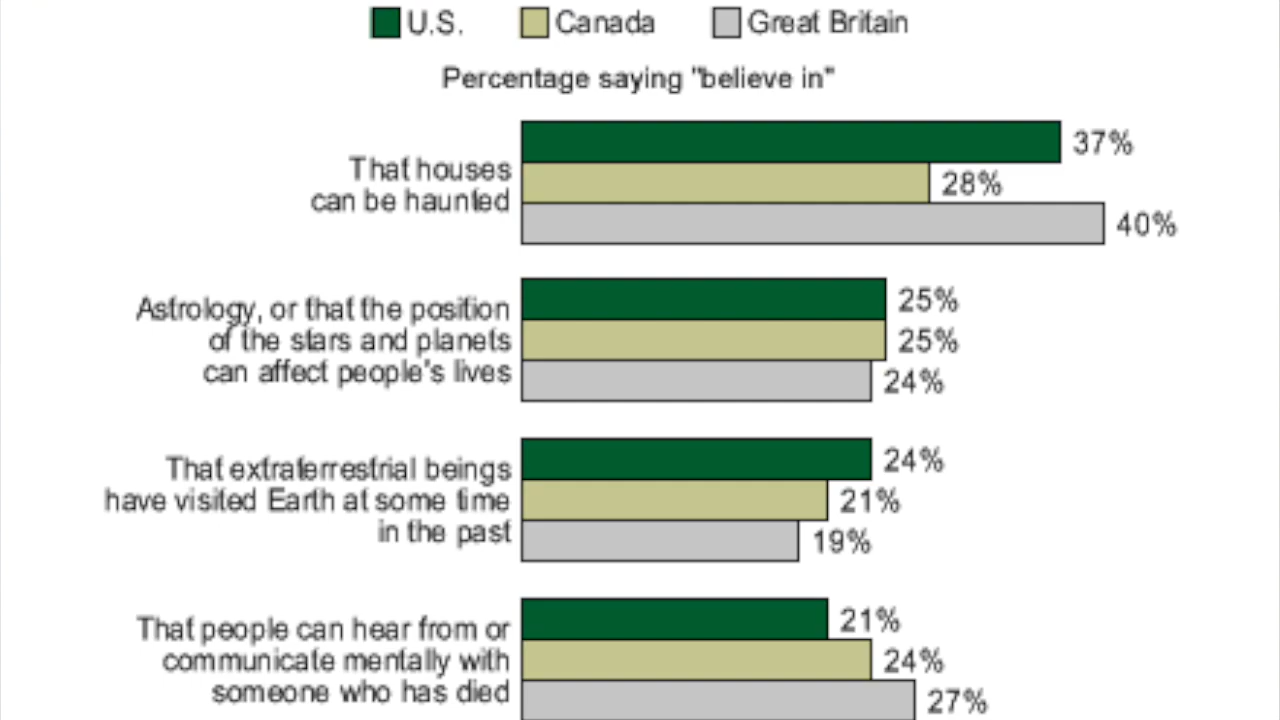 U.S. Canada Great Britain
Percentage saying "believe in"
That houses
can be haunted
37%
28%
40%
Astrology, or that the position
of the stars and planets
can affect people's lives
25%
25%
24%
That extraterrestrial beings
have visited Earth at some time
in the past
24%
21%
19%
That people can hear from or
communicate mentally with
someone who has died
21%
24%
27%